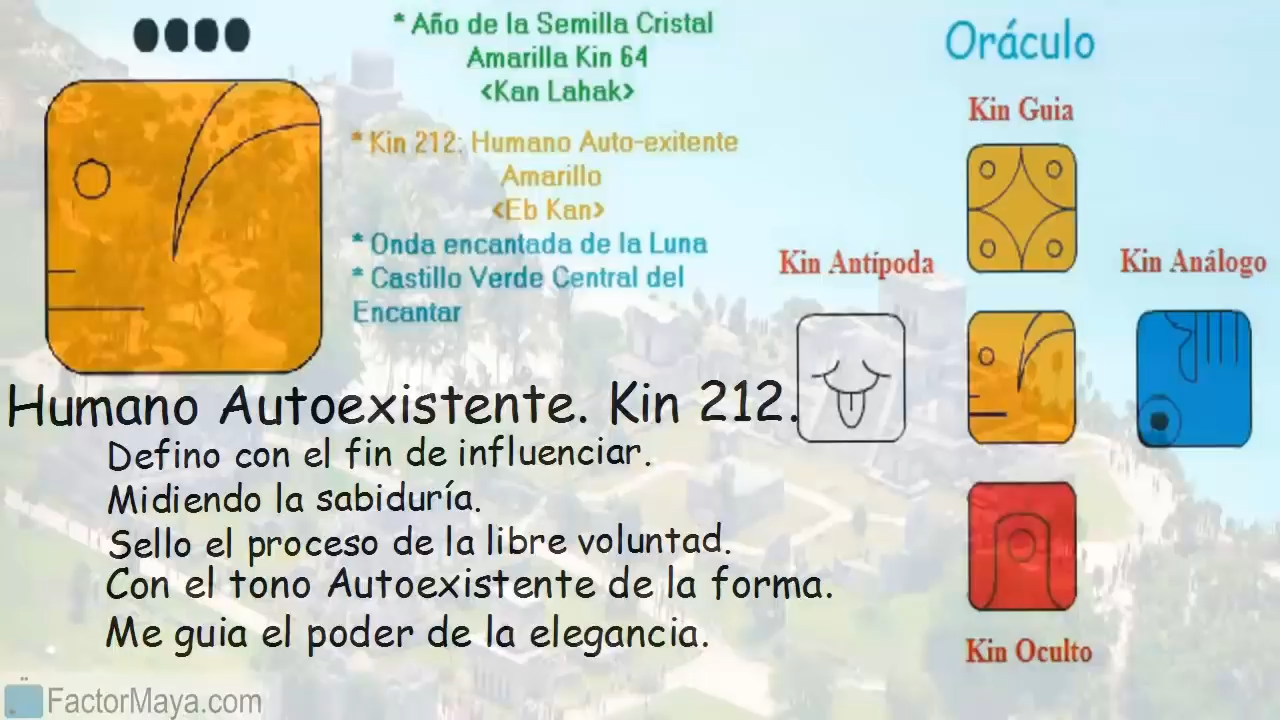 * Año de la Semilla Cristal
Amarilla Kin 64
<Kan Lahak>
* Kin 212: Humano Auto-exitente
Amarillo
<Eb Kan>
* Onda encantada de la Luna
* Castillo Verde Central del
Encantar
Oráculo
Kin Guia
Kin Antípoda
Kin Análogo
Kin Oculto
Humano Autoexistente. Kin 212.
Defino con el fin de influenciar.
Midiendo la sabiduría.
Sello el proceso de la libre voluntad.
Con el tono Autoexistente de la forma.
Me guia el poder de la elegancia.
FactorMaya.com